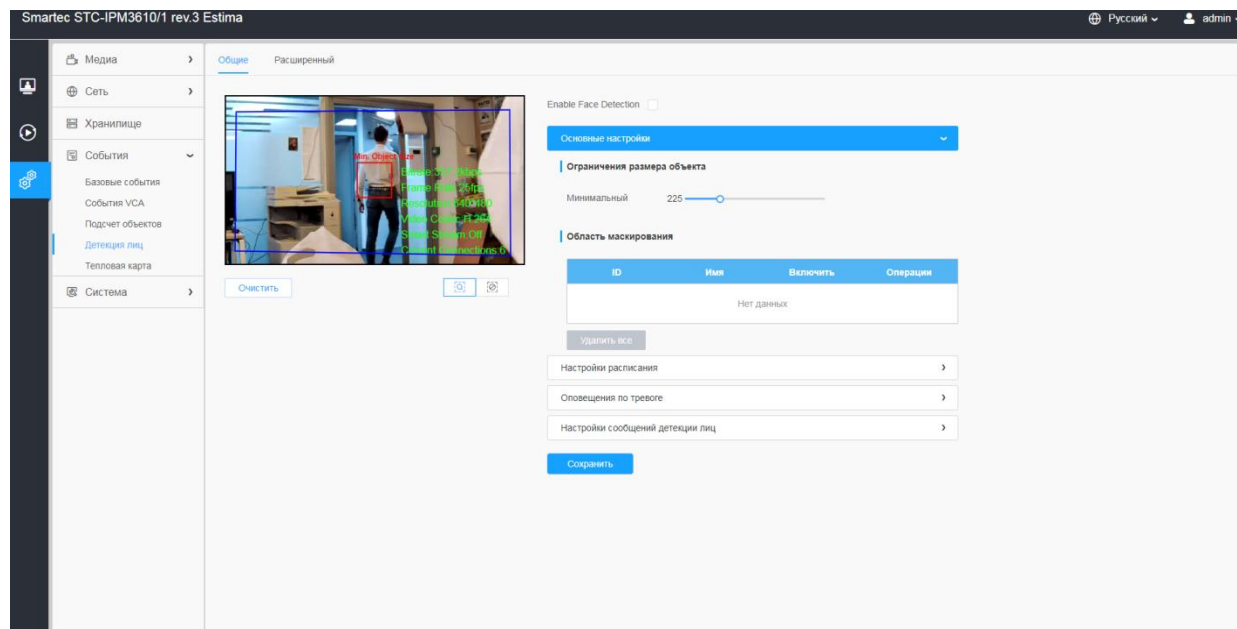 Smartec STC-IPM3610/1 rev.3 Estima
Русский
admin
Медиа
Сеть
Хранилище
События
Базовые события
События VCA
Подсчет объектов
Детекция лиц
Тепловая карта
Система
Общие
Расширенный
Min. Object Size
Frame Rate:25fps
Resolution:640*480
Video Codec:H.264
Smart Stream:Off
Current Connections:6
Очистить
Enable Face Detection
Основные настройки
Ограничения размера объекта
Минимальный 225
Область маскирования
ID Имя Включить Операции
Нет данных
Удалить все
Настройки расписания
Оповещения по тревоге
Настройки сообщений детекции лиц
Сохранить